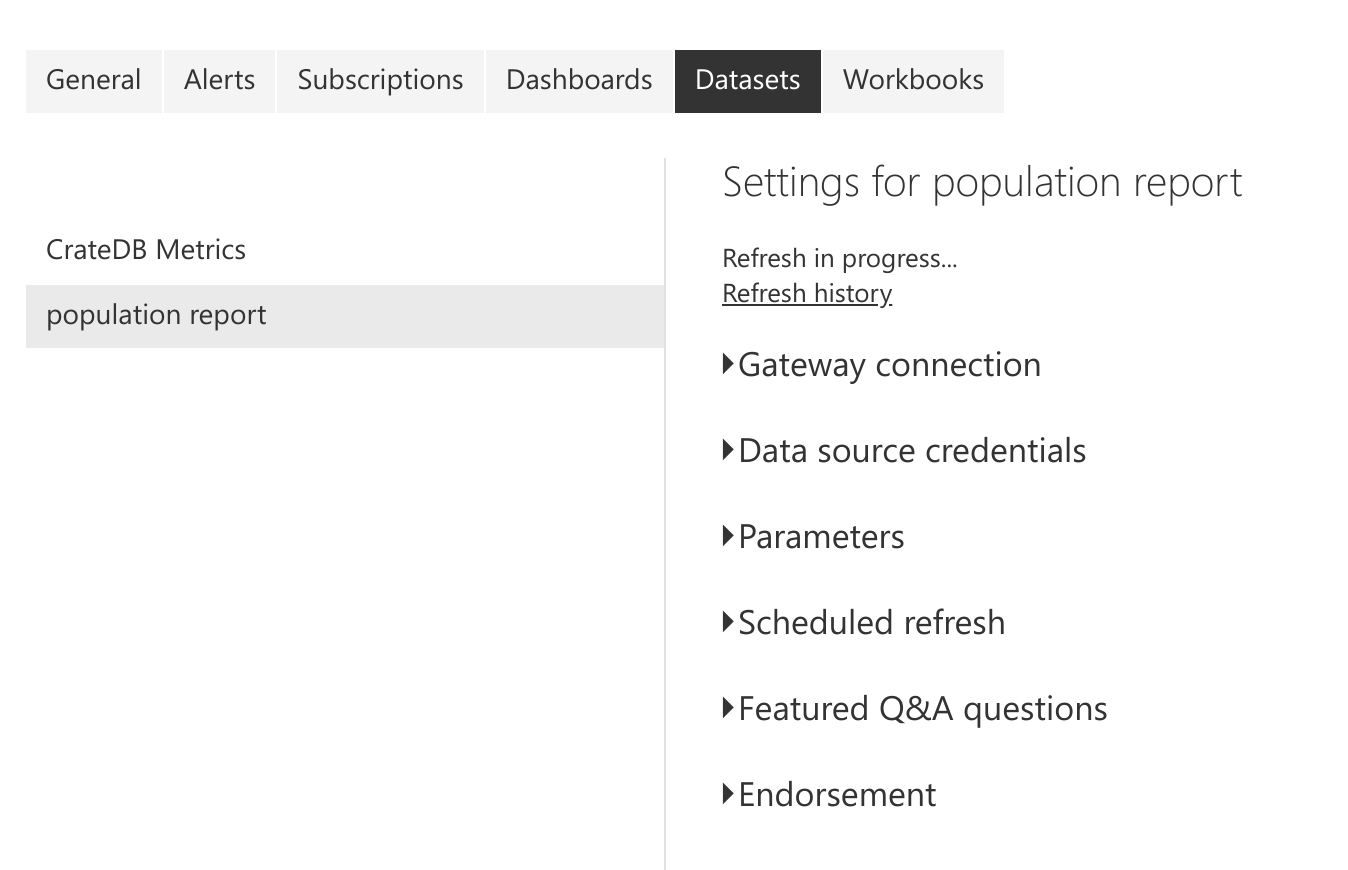 General Alerts Subscriptions Dashboards Datasets Workbooks
CrateDB Metrics
population report
Settings for population report
Refresh in progress...
Refresh history
Gateway connection
Data source credentials
Parameters
Scheduled refresh
Featured Q&A questions
Endorsement